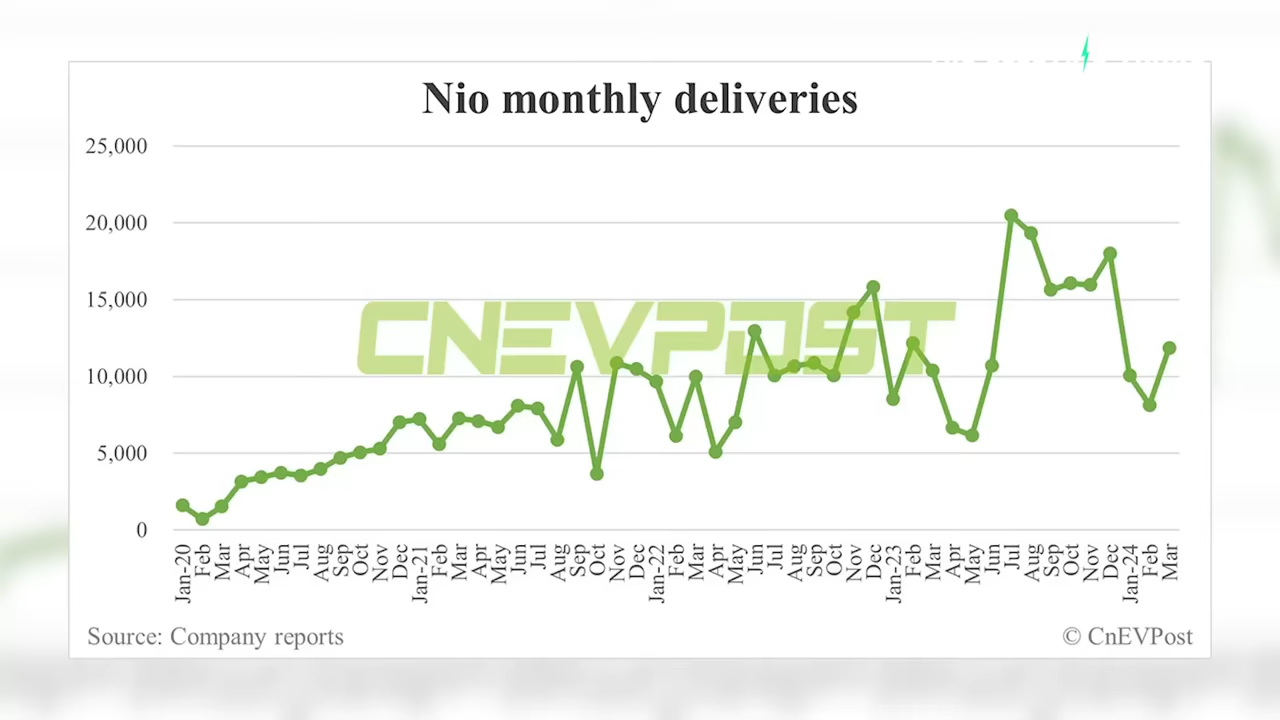 Nio monthly deliveries
25,000
20,000
15,000
10,000
5,000
0
CNEVPOST
Jan-20 Feb Mar Apr May Jun Jul Aug Sep Oct Nov Dec Jan-21 Feb Mar Apr May Jun Jul Aug Sep Oct Nov Dec Jan-22 Feb Mar Apr May Jun Jul Aug Sep Oct Nov Dec Jan-23 Feb Mar Apr May Jun Jul Aug Sep Oct Nov Dec Jan-24 Feb Mar
Source: Company reports
© CnEVPost